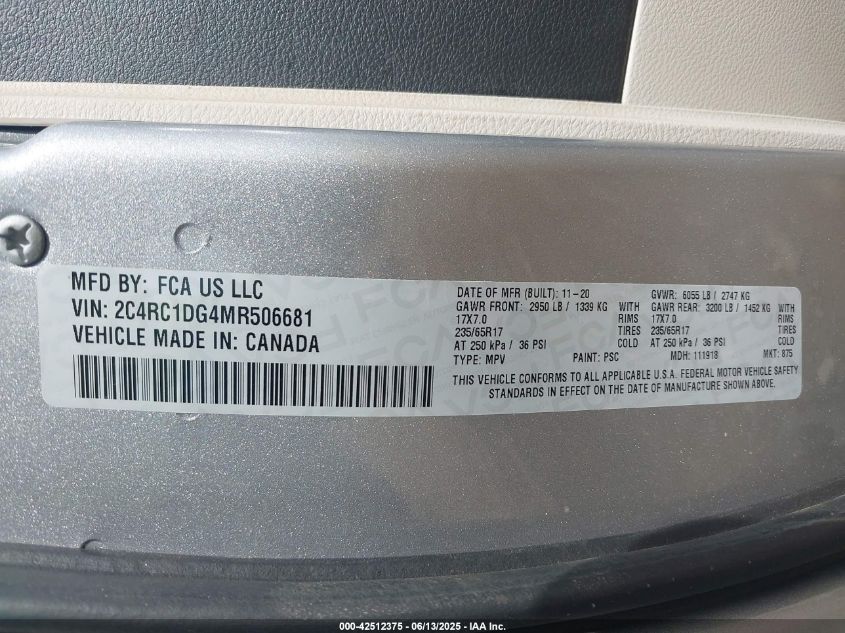 MFD BY: FCA US LLC
VIN: 2C4RC1DG4MR506681
VEHICLE MADE IN: CANADA
DATE OF MFR (BUILT): 11-20 GVWR: 6055 LB / 2747 KG
GAWR FRONT: 2950 LB / 1339 KG WITH GAWR REAR: 3200 LB / 1452 KG WITH
17X7.0 RIMS 17X7.0 RIMS
235/65R17 TIRES 235/65R17 TIRES
AT 250 kPa / 36 PSI COLD AT 250 kPa / 36 PSI COLD
TYPE: MPV PAINT: PSC MDH: 111918 MKT: 875
THIS VEHICLE CONFORMS TO ALL APPLICABLE U.S.A. FEDERAL MOTOR VEHICLE SAFETY
STANDARDS IN EFFECT ON THE DATE OF MANUFACTURE SHOWN ABOVE.
000-42512375 - 06/13/2025 - IAA Inc.